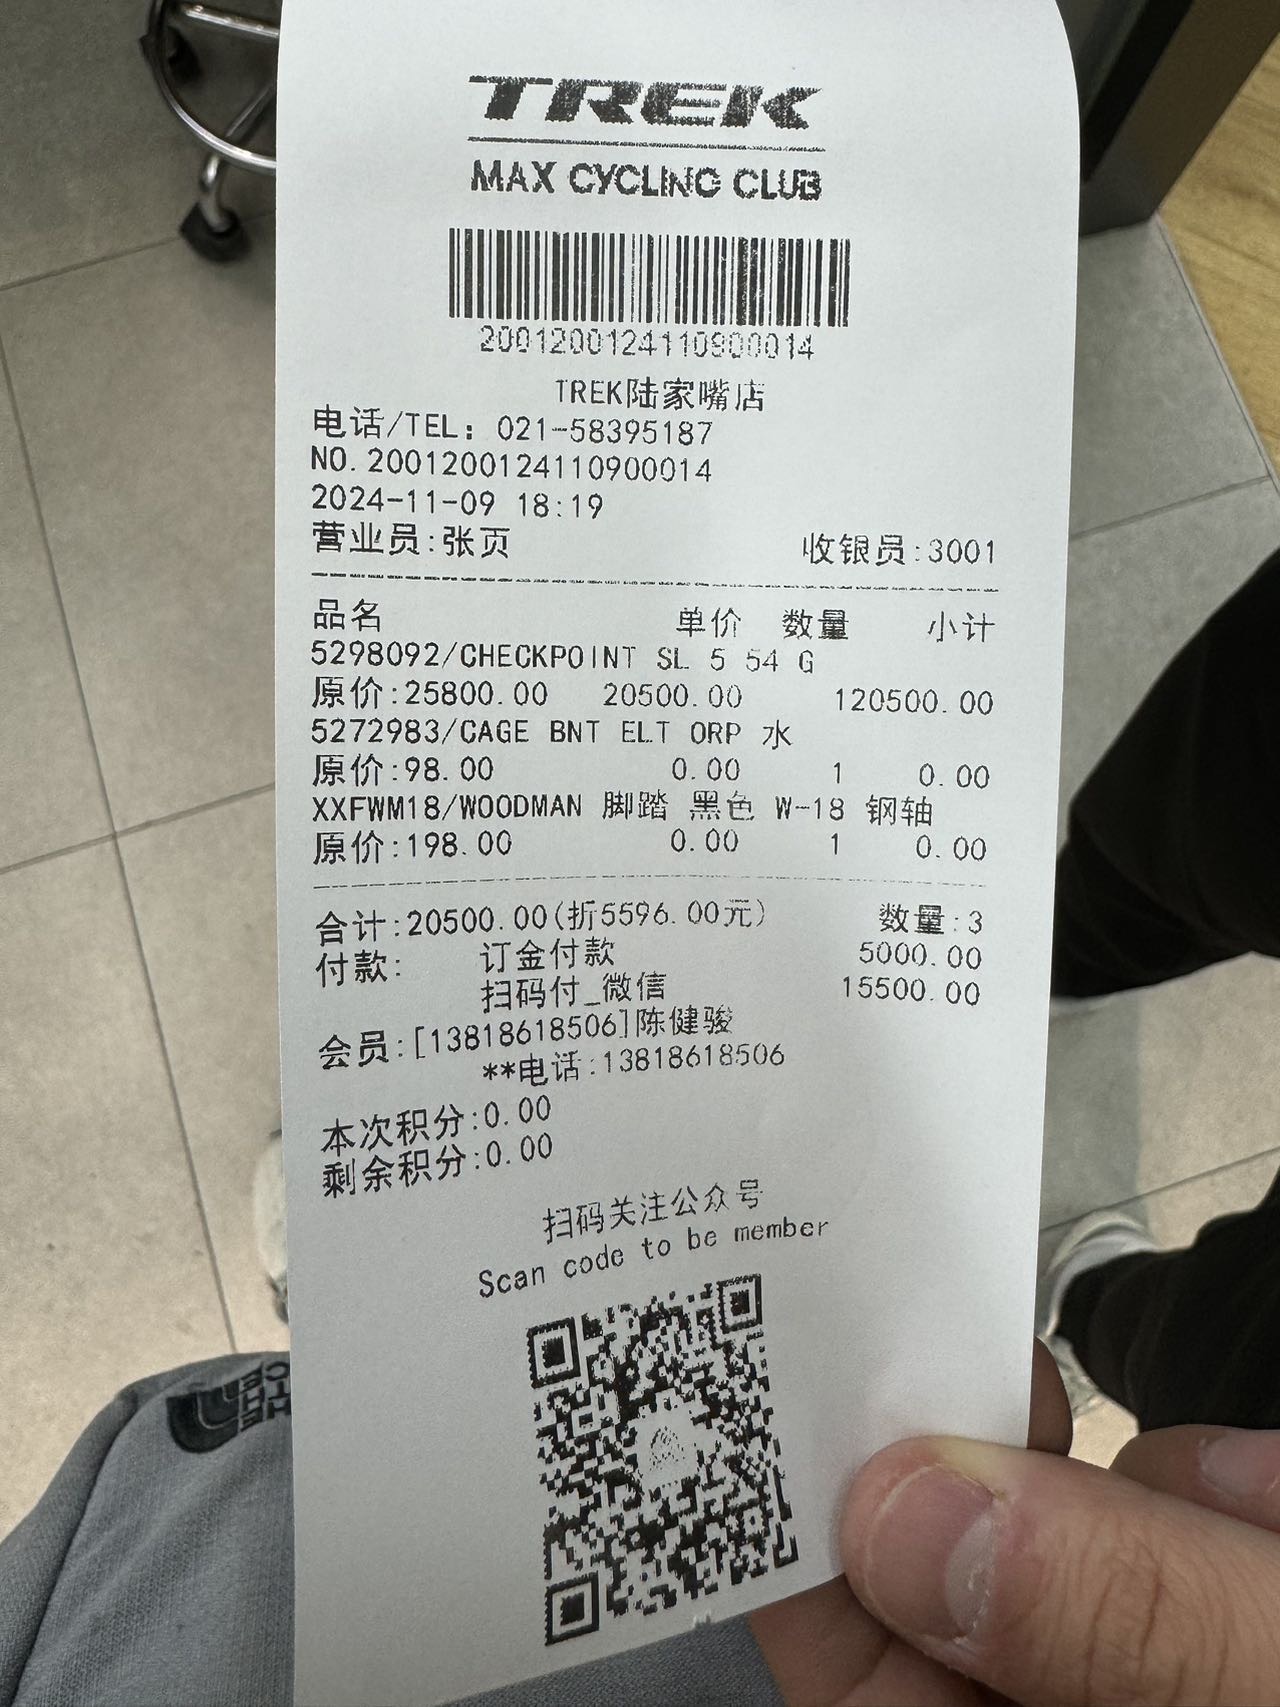 TREK
MAX CYCLING CLUB
2001200124110900014
TREK陆家嘴店
电话/TEL: 021-58395187
NO.2001200124110900014
2024-11-09 18:19
营业员:张页 收银员:3001
品名 单价 数量 小计
5298092/CHECKPOINT SL 5 54 G
原价:25800.00 20500.00 120500.00
5272983/CAGE BNT ELT ORP 水
原价:98.00 0.00 1 0.00
XXFWM18/WOODMAN 脚踏 黑色 W-18 钢轴
原价:198.00 0.00 1 0.00
合计:20500.00(折5596.00元) 数量:3
付款: 订金付款 5000.00
扫码付_微信 15500.00
会员:[13818618506]陈健骏
**电话:13818618506
本次积分:0.00
剩余积分:0.00
扫码关注公众号
Scan code to be member